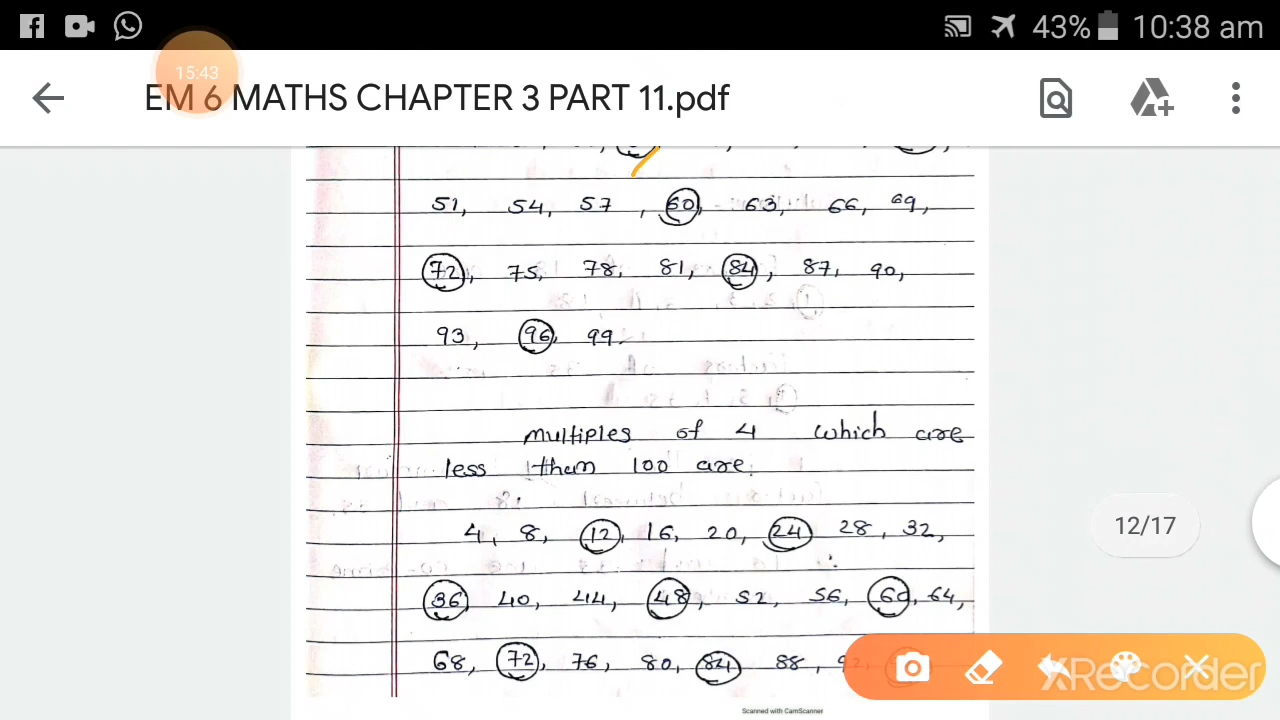 43% 10:38 am
15:43
EM 6 MATHS CHAPTER 3 PART 11.pdf
51, 54, 57, 60, 63, 66, 69,
72, 75, 78, 81, 84, 87, 90,
93, 96, 99.
multiples of 4 which are
less than 100 are.
4, 8, 12, 16, 20, 24 28, 32,
36 40, 44, 48, 52, 56, 60, 64,
68, 72, 76, 80, 84, 88, 92,
12/17
XRecorder
Scanned with CamScanner